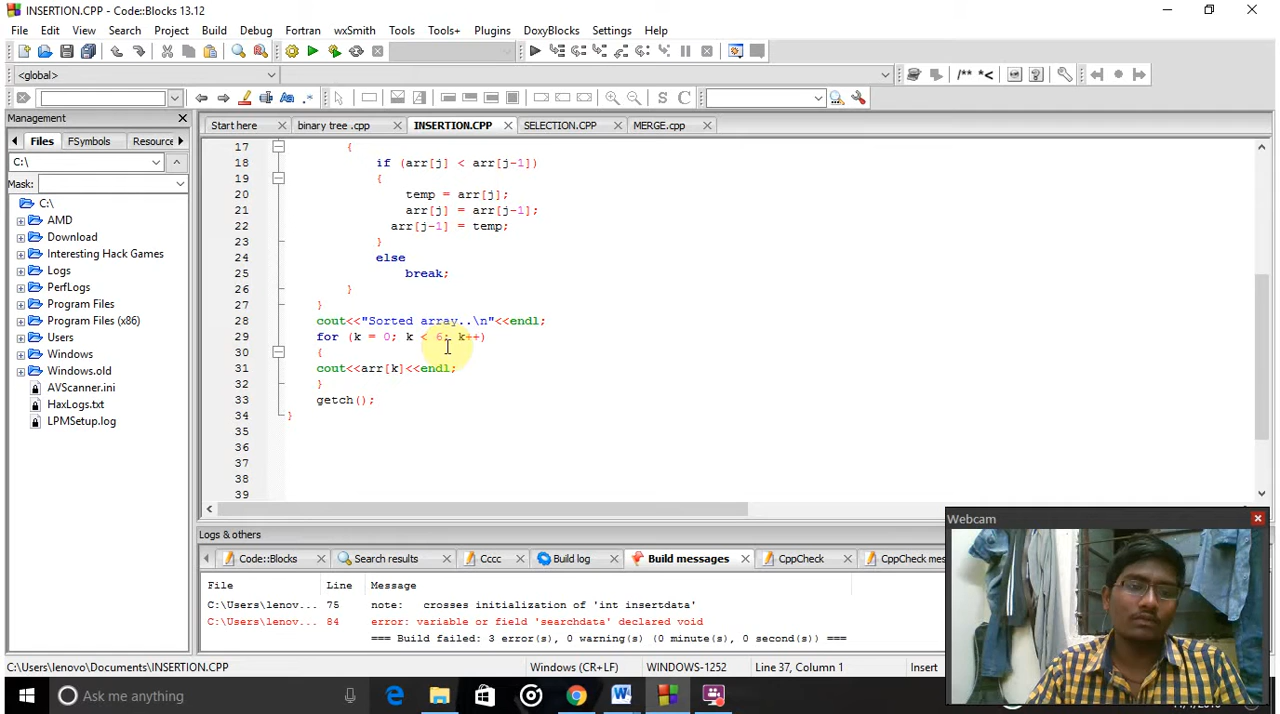 INSERTION.CPP - Code::Blocks 13.12
File Edit View Search Project Build Debug Fortran wxSmith Tools Tools+ Plugins DoxyBlocks Settings Help
<global>
/** *<
S C
Management
Start here binary tree .cpp INSERTION.CPP SELECTION.CPP MERGE.cpp
Files FSymbols Resourc
C:\
Mask:
C:\
AMD
Download
Interesting Hack Games
Logs
PerfLogs
Program Files
Program Files (x86)
Users
Windows
Windows.old
AVScanner.ini
HaxLogs.txt
LPMSetup.log
17 {
18 if (arr[j] < arr[j-1])
19 {
20 temp = arr[j];
21 arr[j] = arr[j-1];
22 arr[j-1] = temp;
23 }
24 else
25 break;
26 }
27 }
28 cout<<"Sorted array..\n"<<endl;
29 for (k = 0; k < 6; k++)
30 {
31 cout<<arr[k]<<endl;
32 }
33 getch();
34 }
35
36
37
38
39
Logs & others
Code::Blocks Search results Cccc Build log Build messages CppCheck CppCheck mes
File Line Message
C:\Users\lenov... 75 note: crosses initialization of 'int insertdata'
C:\Users\lenov... 84 error: variable or field 'searchdata' declared void
=== Build failed: 3 error(s), 0 warning(s) (0 minute(s), 0 second(s)) ===
C:\Users\lenovo\Documents\INSERTION.CPP Windows (CR+LF) WINDOWS-1252 Line 37, Column 1 Insert
Webcam
Ask me anything